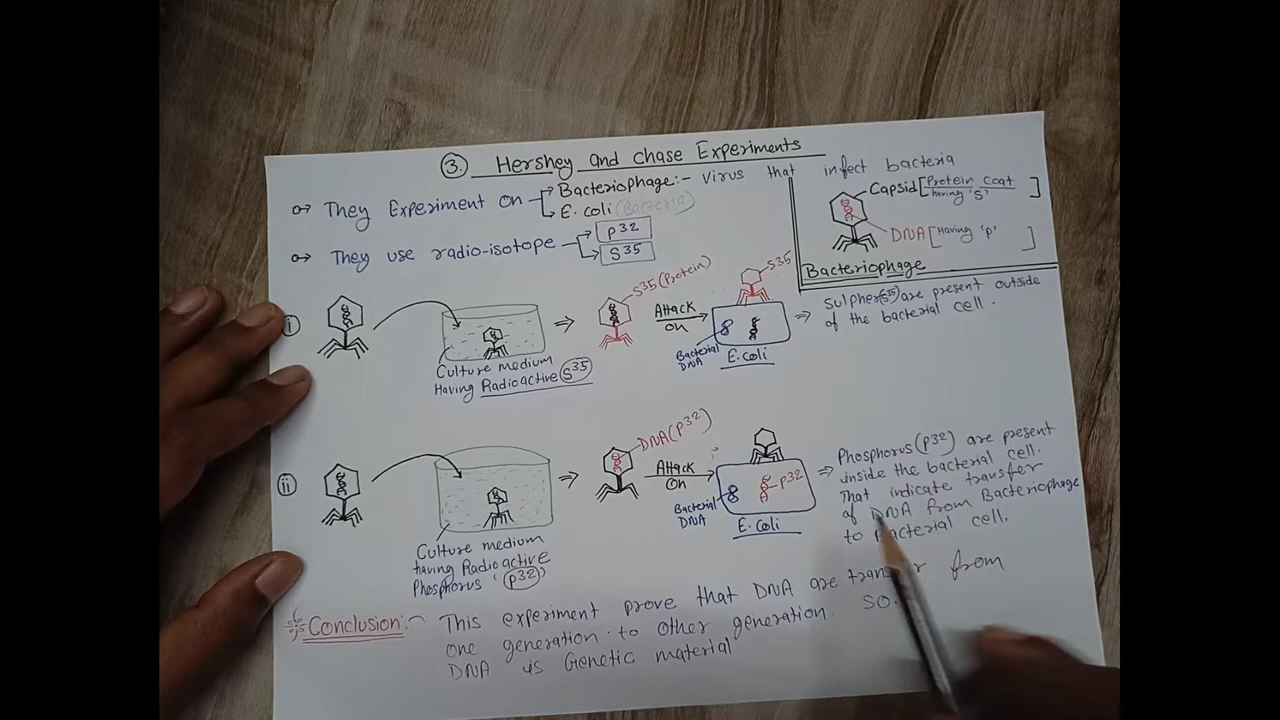 3. Hershey and chase Experiments
They Experiment on
Bacteriophage:- virus that infect bacteria
E. coli (Bacteria)
They use radio-isotope
P32
S35
Capsid [Protein coat having 'S']
DNA [Having 'P']
Bacteriophage
i
Culture medium
Having Radioactive S35
S35 (Protein)
Attack
on
S35
Bacterial
DNA
E. coli
Sulpher(S35) are present outside
of the bacterial cell.
ii
Culture medium
having Radioactive
Phosphorus '(P32)'
DNA(P32)
Attack
on
P32
Bacterial
DNA
E. coli
Phosphorus(P32) are present
inside the bacterial cell.
That indicate transfer
of DNA from Bacteriophage
to Bacterial cell.
Conclusion:- This experiment prove that DNA are from
one generation to other generation. so.
DNA is Genetic material